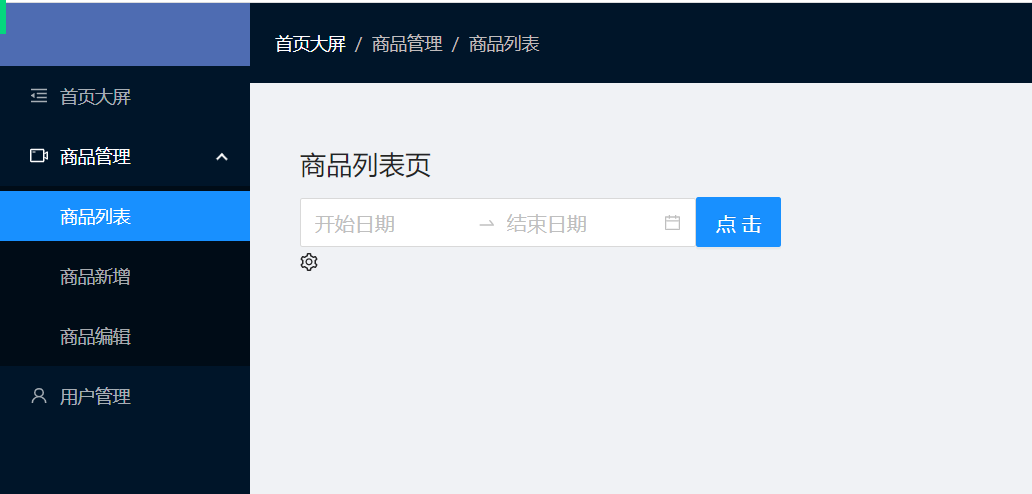 首页大屏 / 商品管理 / 商品列表
首页大屏
商品管理
商品列表
商品新增
商品编辑
用户管理
商品列表页
开始日期 → 结束日期 点 击